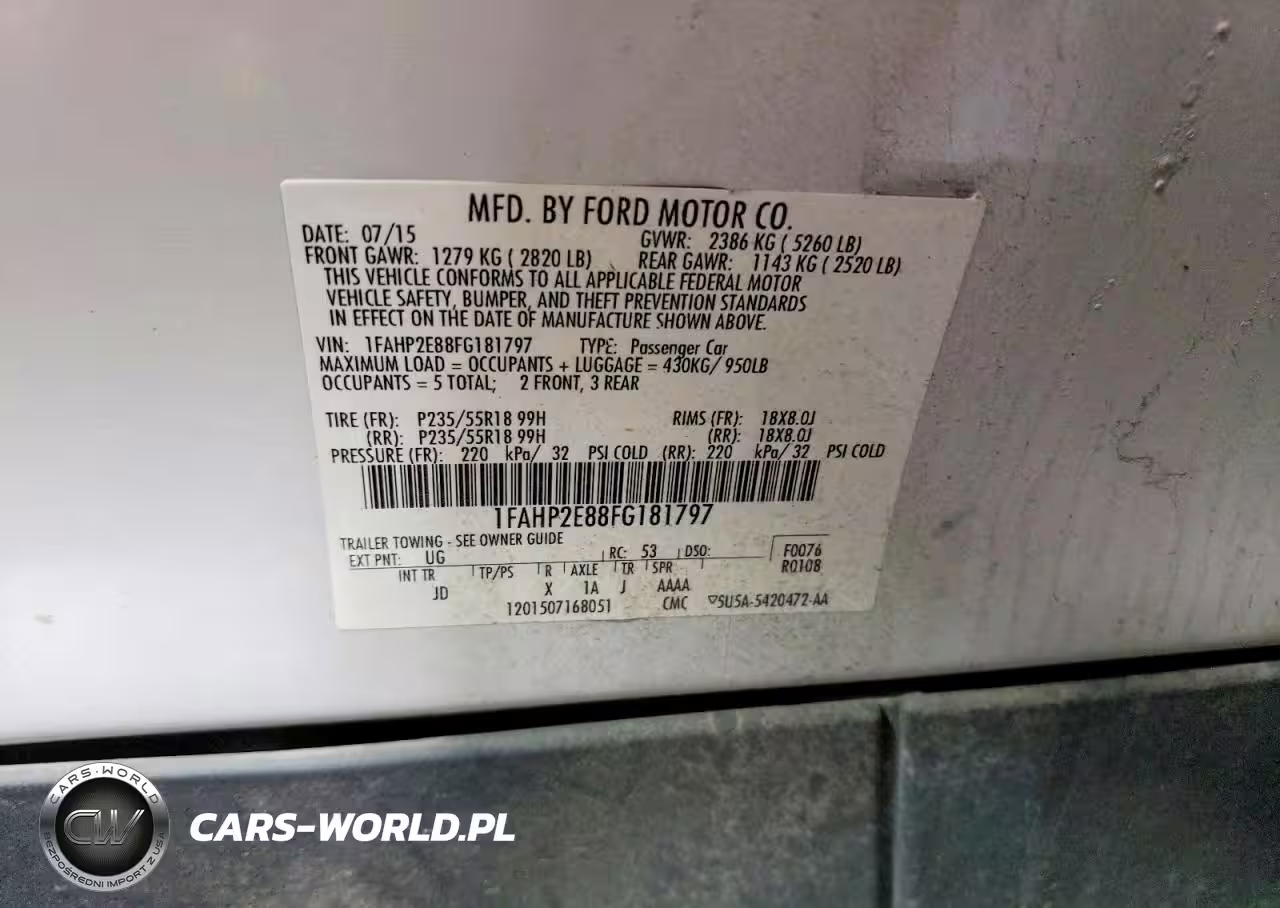 MFD. BY FORD MOTOR CO.
DATE: 07/15 GVWR: 2386 KG ( 5260 LB)
FRONT GAWR: 1279 KG ( 2820 LB) REAR GAWR: 1143 KG ( 2520 LB)
THIS VEHICLE CONFORMS TO ALL APPLICABLE FEDERAL MOTOR
VEHICLE SAFETY, BUMPER, AND THEFT PREVENTION STANDARDS
IN EFFECT ON THE DATE OF MANUFACTURE SHOWN ABOVE.
VIN: 1FAHP2E88FG181797 TYPE: Passenger Car
MAXIMUM LOAD = OCCUPANTS + LUGGAGE = 430KG/ 950LB
OCCUPANTS = 5 TOTAL; 2 FRONT, 3 REAR
TIRE (FR): P235/55R18 99H RIMS (FR): 18X8.0J
(RR): P235/55R18 99H (RR): 18X8.0J
PRESSURE (FR): 220 kPa/ 32 PSI COLD (RR): 220 kPa/ 32 PSI COLD
1FAHP2E88FG181797
TRAILER TOWING - SEE OWNER GUIDE
EXT PNT: UG RC: 53 DSO: F0076
INT TR TP/PS R AXLE TR SPR R0108
JD X 1A J AAAA
1201507168051 CMC ▽5U5A-5420472-AA
CARS-WORLD
CW
BEZPOŚREDNI IMPORT Z USA
CARS-WORLD.PL